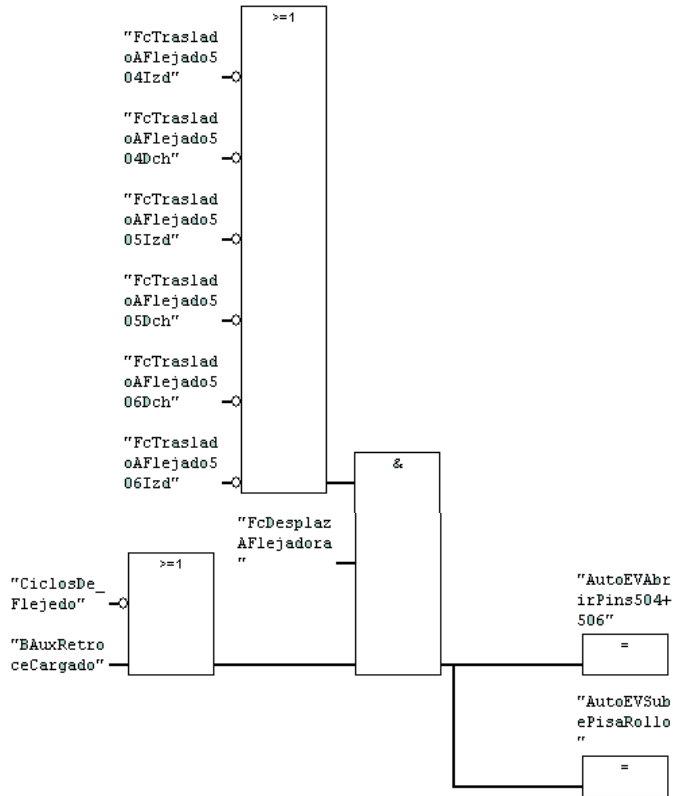 >=1
"FcTraslad
oAFlejado5
04Izd"
"FcTraslad
oAFlejado5
04Dch"
"FcTraslad
oAFlejado5
05Izd"
"FcTraslad
oAFlejado5
05Dch"
"FcTraslad
oAFlejado5
06Dch"
"FcTraslad
oAFlejado5
06Izd"
&
"FcDesplaz
AFlejadora
"
>=1
"CiclosDe_
Flejedo"
"BAuxRetro
ceCargado"
"AutoEVAbr
irPins504+
506"
=
"AutoEVSub
ePisaRollo
"
=